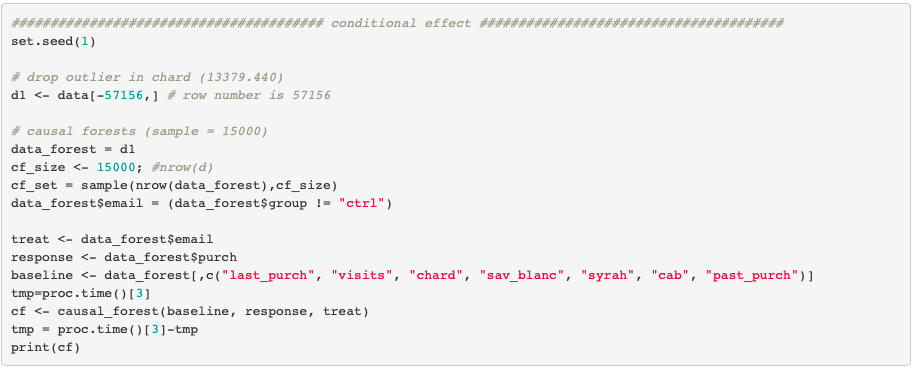 ####################################### conditional effect ######################################
set.seed(1)
# drop outlier in chard (13379.440)
d1 <- data[-57156,] # row number is 57156
# causal forests (sample = 15000)
data_forest = d1
cf_size <- 15000; #nrow(d)
cf_set = sample(nrow(data_forest),cf_size)
data_forest$email = (data_forest$group != "ctrl")
treat <- data_forest$email
response <- data_forest$purch
baseline <- data_forest[,c("last_purch", "visits", "chard", "sav_blanc", "syrah", "cab", "past_purch")]
tmp=proc.time()[3]
cf <- causal_forest(baseline, response, treat)
tmp = proc.time()[3]-tmp
print(cf)